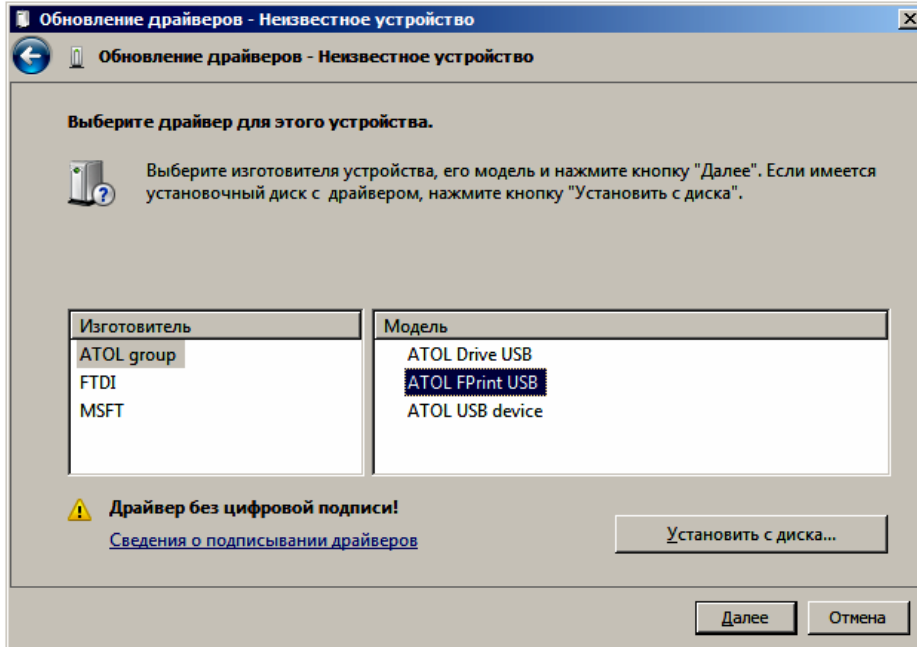 Обновление драйверов - Неизвестное устройство
Обновление драйверов - Неизвестное устройство
Выберите драйвер для этого устройства.
Выберите изготовителя устройства, его модель и нажмите кнопку "Далее". Если имеется
установочный диск с драйвером, нажмите кнопку "Установить с диска".
Изготовитель
ATOL group
FTDI
MSFT
Модель
ATOL Drive USB
ATOL FPrint USB
ATOL USB device
Драйвер без цифровой подписи!
Сведения о подписывании драйверов
Установить с диска...
Далее
Отмена